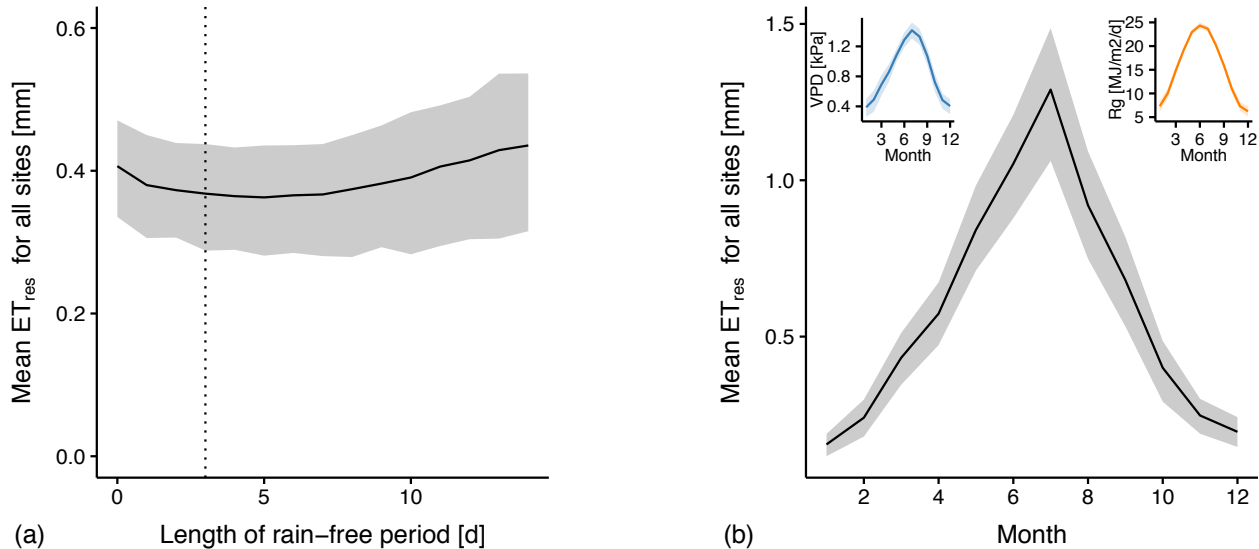 0.6
0.4
0.2
0.0
Mean ETres for all sites [mm]
0 5 10
(a) Length of rain−free period [d]
1.5
1.0
0.5
Mean ETres for all sites [mm]
2 4 6 8 10 12
(b) Month
1.2
0.8
0.4
VPD [kPa]
3 6 9 12
Month
25
20
15
10
5
Rg [MJ/m2/d]
3 6 9 12
Month